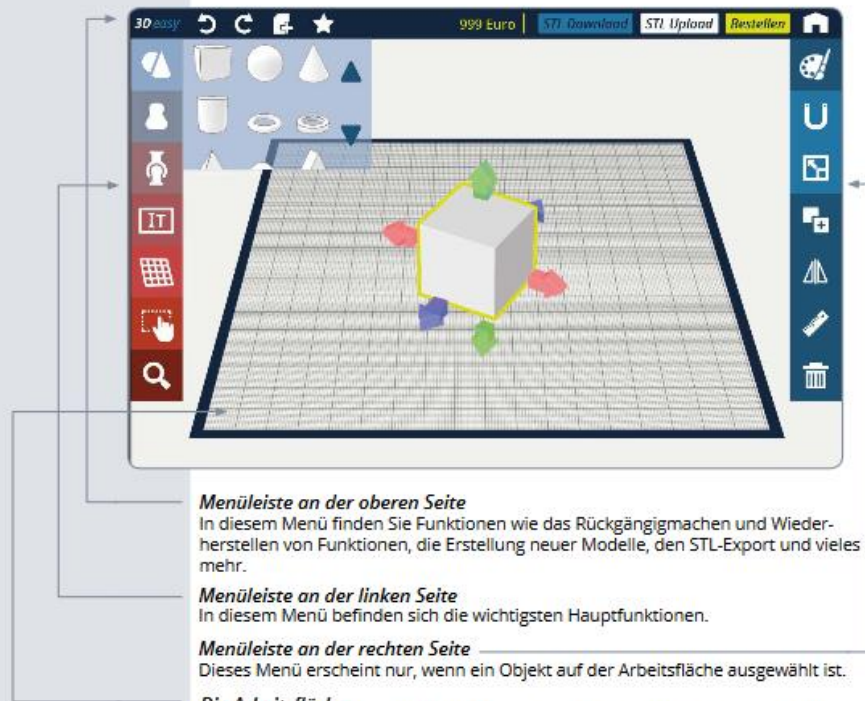 3D easy 999 Euro STL Download STL Upload Bestellen
IT
Menüleiste an der oberen Seite
In diesem Menü finden Sie Funktionen wie das Rückgängigmachen und Wieder-
herstellen von Funktionen, die Erstellung neuer Modelle, den STL-Export und vieles
mehr.
Menüleiste an der linken Seite
In diesem Menü befinden sich die wichtigsten Hauptfunktionen.
Menüleiste an der rechten Seite
Dieses Menü erscheint nur, wenn ein Objekt auf der Arbeitsfläche ausgewählt ist.
Die Arbeitsfläche